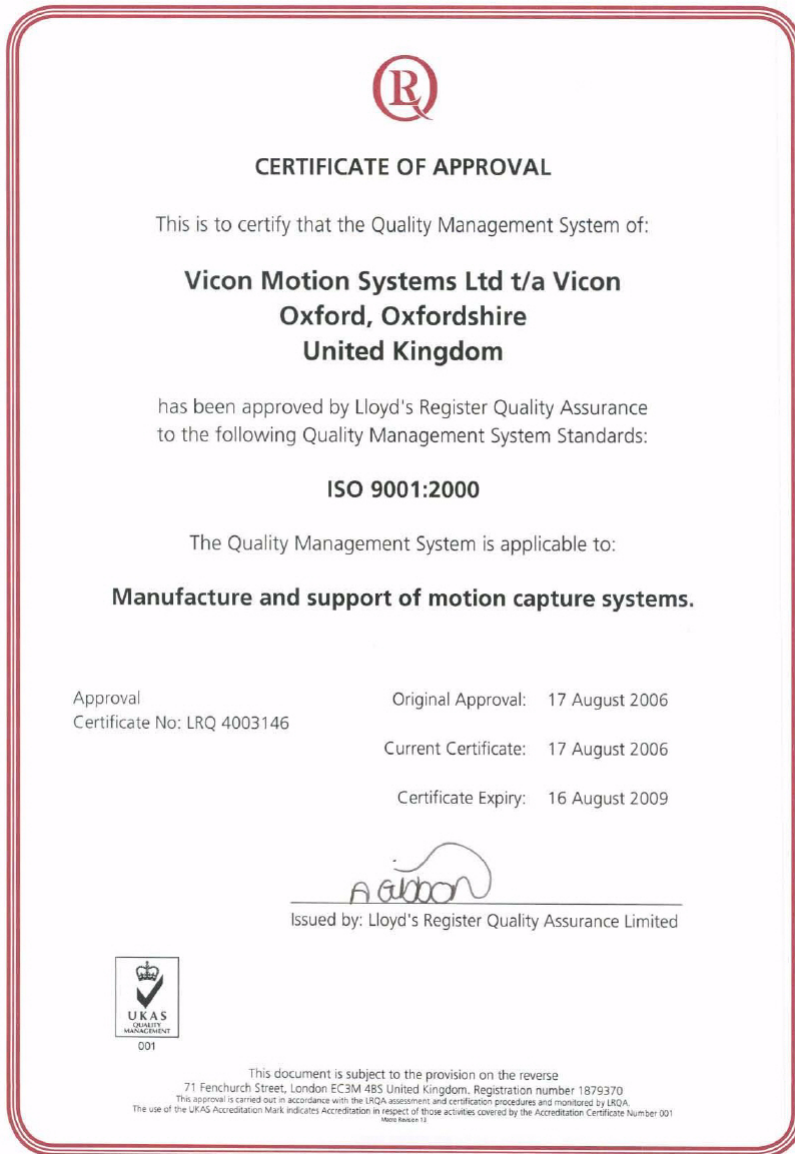 LRQ
CERTIFICATE OF APPROVAL
This is to certify that the Quality Management System of:
Vicon Motion Systems Ltd t/a Vicon
Oxford, Oxfordshire
United Kingdom
has been approved by Lloyd's Register Quality Assurance
to the following Quality Management System Standards:
ISO 9001:2000
The Quality Management System is applicable to:
Manufacture and support of motion capture systems.
Approval
Certificate No: LRQ 4003146
Original Approval: 17 August 2006
Current Certificate: 17 August 2006
Certificate Expiry: 16 August 2009
A Gibbon
Issued by: Lloyd's Register Quality Assurance Limited
UKAS
QUALITY
MANAGEMENT
001
This document is subject to the provision on the reverse
71 Fenchurch Street, London EC3M 4BS United Kingdom. Registration number 1879370
This approval is carried out in accordance with the LRQA assessment and certification procedures and monitored by LRQA.
The use of the UKAS Accreditation Mark indicates Accreditation in respect of those activities covered by the Accreditation Certificate Number 001
Macro Revision 13